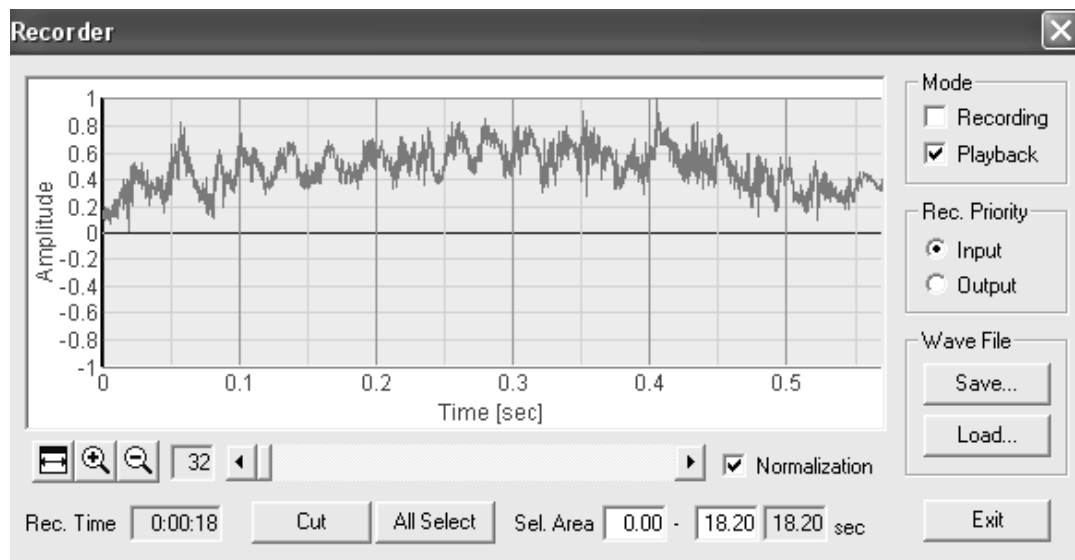 Recorder
1
0.8
0.6
0.4
0.2
0
-0.2
-0.4
-0.6
-0.8
-1
Amplitude
0 0.1 0.2 0.3 0.4 0.5
Time [sec]
Mode
Recording
Playback
Rec. Priority
Input
Output
Wave File
Save...
Load...
32
Normalization
Rec. Time 0:00:18 Cut All Select Sel. Area 0.00 - 18.20 18.20 sec Exit